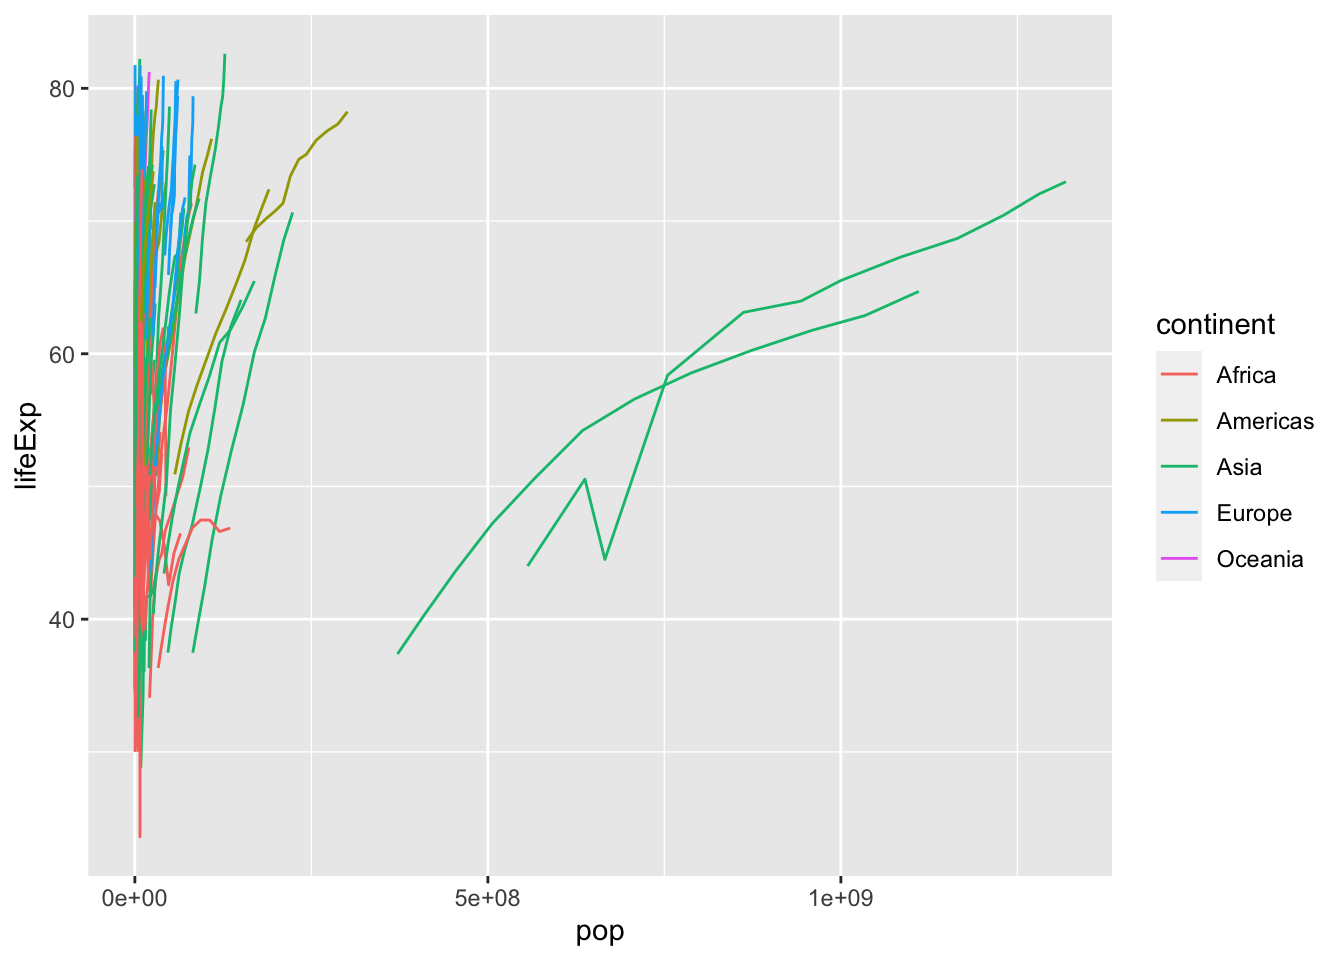 80
60
40
lifeExp
0e+00
5e+08
1e+09
pop
continent
Africa
Americas
Asia
Europe
Oceania